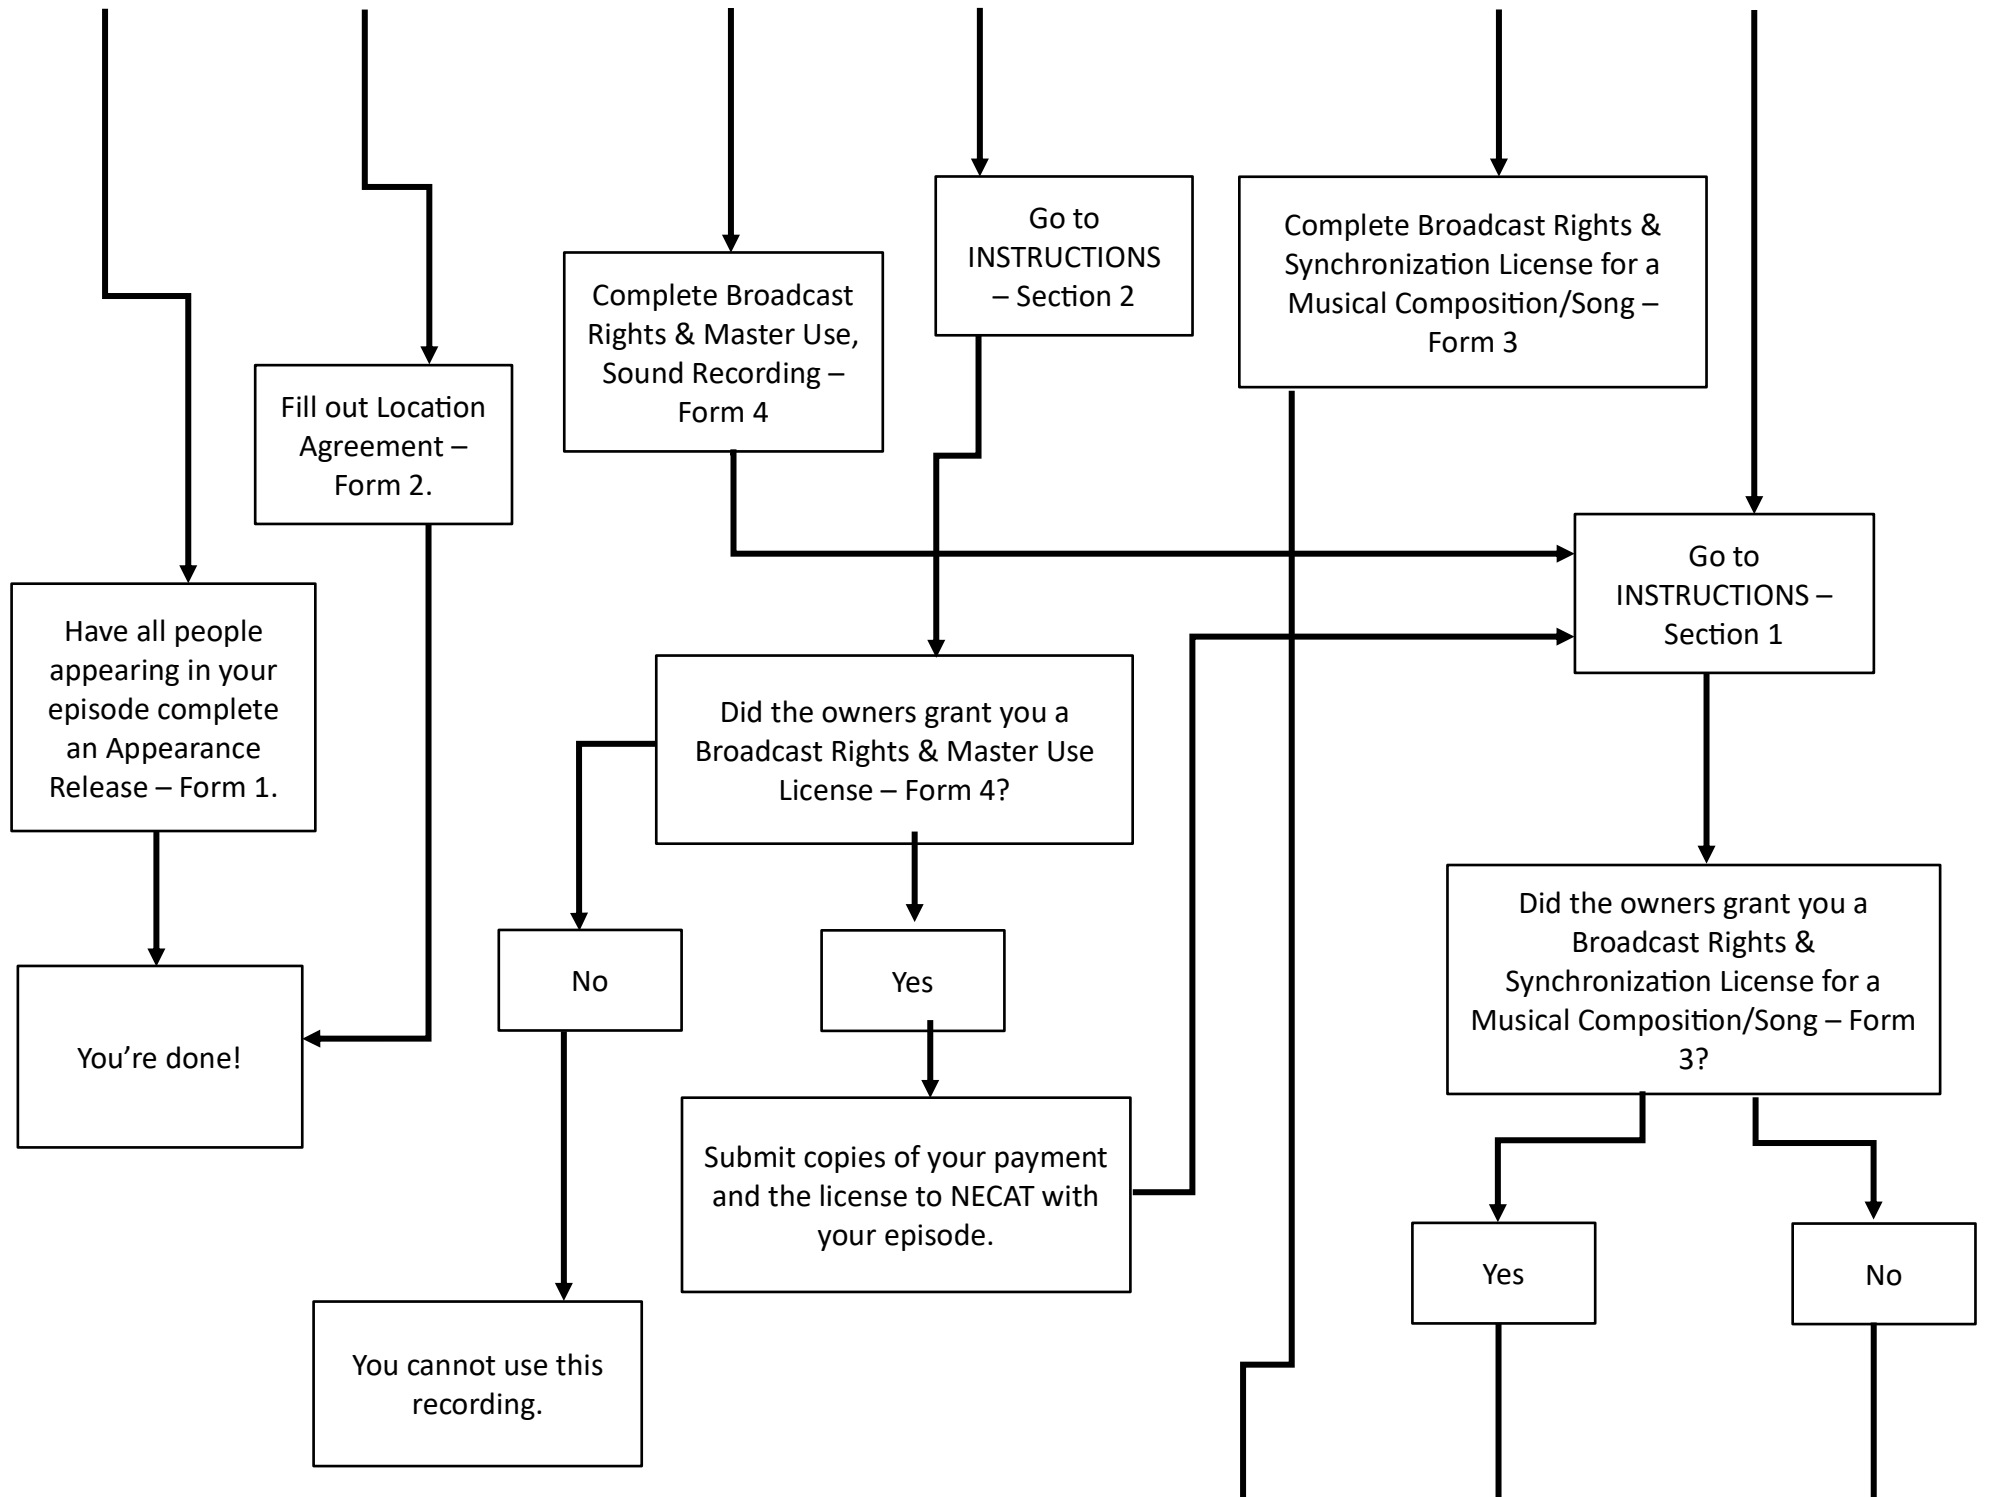 Go to
INSTRUCTIONS
– Section 2
Complete Broadcast Rights &
Synchronization License for a
Musical Composition/Song –
Form 3
Complete Broadcast
Rights & Master Use,
Sound Recording –
Form 4
Fill out Location
Agreement –
Form 2.
Go to
INSTRUCTIONS –
Section 1
Have all people
appearing in your
episode complete
an Appearance
Release – Form 1.
Did the owners grant you a
Broadcast Rights & Master Use
License – Form 4?
Did the owners grant you a
Broadcast Rights &
Synchronization License for a
Musical Composition/Song – Form
3?
No
Yes
You’re done!
Submit copies of your payment
and the license to NECAT with
your episode.
Yes
No
You cannot use this
recording.